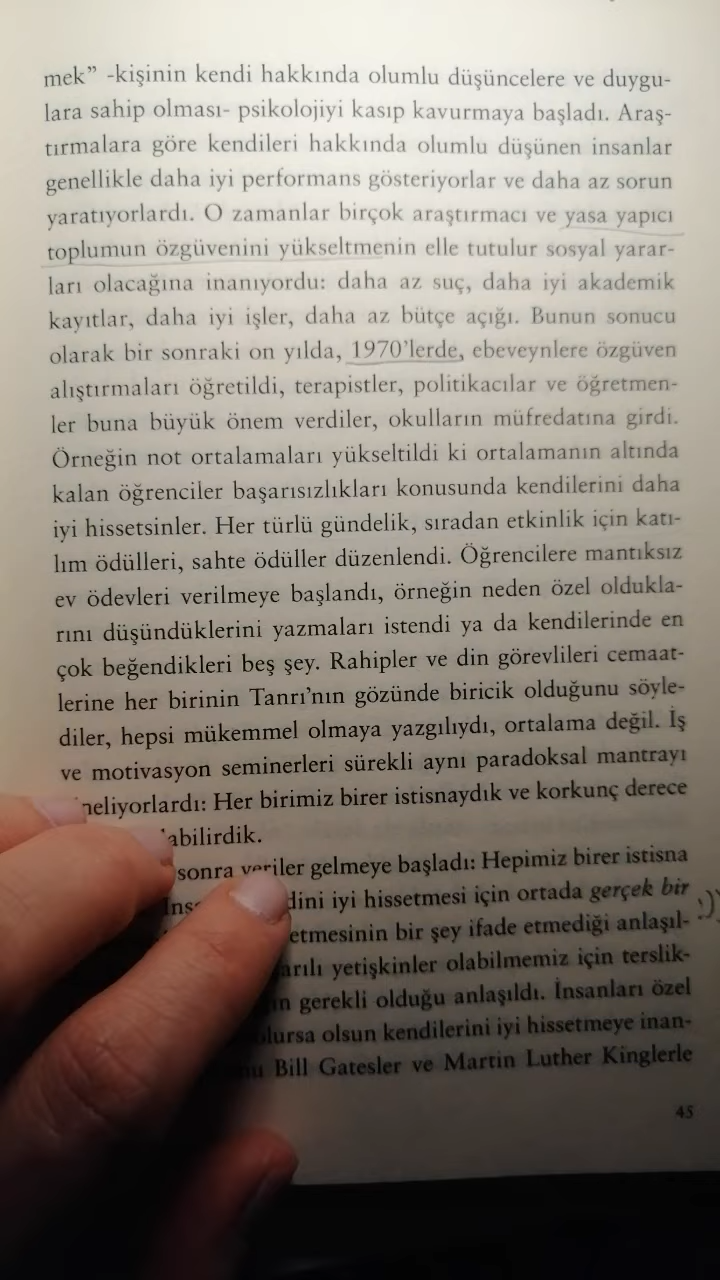 mek” -kişinin kendi hakkında olumlu düşüncelere ve duygu-
lara sahip olması- psikolojiyi kasıp kavurmaya başladı. Araş-
tırmalara göre kendileri hakkında olumlu düşünen insanlar
genellikle daha iyi performans gösteriyorlar ve daha az sorun
yaratıyorlardı. O zamanlar birçok araştırmacı ve yasa yapıcı
toplumun özgüvenini yükseltmenin elle tutulur sosyal yarar-
ları olacağına inanıyordu: daha az suç, daha iyi akademik
kayıtlar, daha iyi işler, daha az bütçe açığı. Bunun sonucu
olarak bir sonraki on yılda, 1970’lerde, ebeveynlere özgüven
alıştırmaları öğretildi, terapistler, politikacılar ve öğretmen-
ler buna büyük önem verdiler, okulların müfredatına girdi.
Örneğin not ortalamaları yükseltildi ki ortalamanın altında
kalan öğrenciler başarısızlıkları konusunda kendilerini daha
iyi hissetsinler. Her türlü gündelik, sıradan etkinlik için katı-
lım ödülleri, sahte ödüller düzenlendi. Öğrencilere mantıksız
ev ödevleri verilmeye başlandı, örneğin neden özel oldukla-
rını düşündüklerini yazmaları istendi ya da kendilerinde en
çok beğendikleri beş şey. Rahipler ve din görevlileri cemaat-
lerine her birinin Tanrı’nın gözünde biricik olduğunu söyle-
diler, hepsi mükemmel olmaya yazgılıydı, ortalama değil. İş
ve motivasyon seminerleri sürekli aynı paradoksal mantrayı
neliyorlardı: Her birimiz birer istisnaydık ve korkunç derece
labilirdik.
sonra veriler gelmeye başladı: Hepimiz birer istisna
dini iyi hissetmesi için ortada gerçek bir
etmesinin bir şey ifade etmediği anlaşıl-
arılı yetişkinler olabilmemiz için terslik-
n gerekli olduğu anlaşıldı. İnsanları özel
olursa olsun kendilerini iyi hissetmeye inan-
Bill Gatesler ve Martin Luther Kinglerle
45